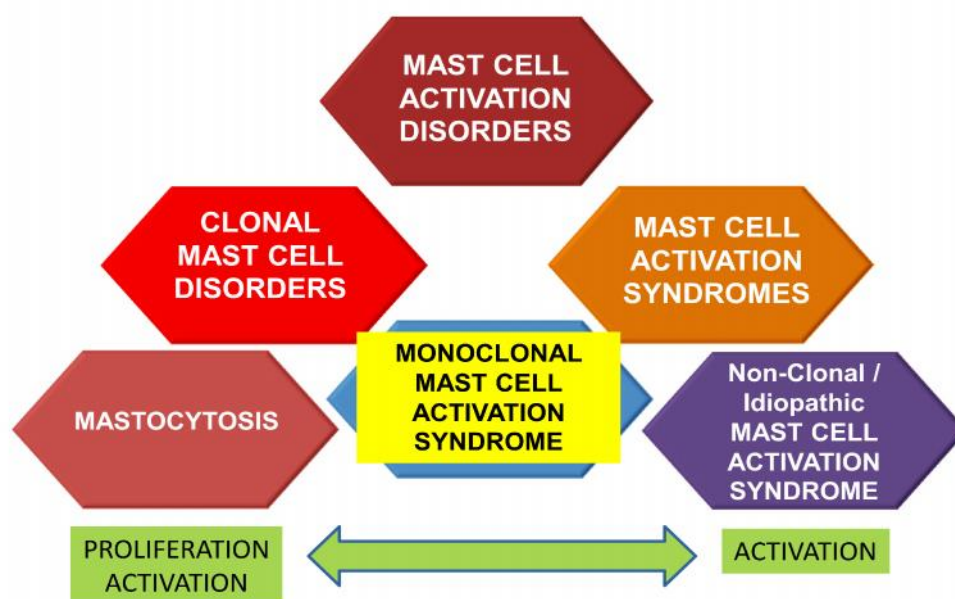 MAST CELL
ACTIVATION
DISORDERS
CLONAL
MAST CELL
DISORDERS
MAST CELL
ACTIVATION
SYNDROMES
MASTOCYTOSIS
MONOCLONAL
MAST CELL
ACTIVATION
SYNDROME
Non-Clonal /
Idiopathic
MAST CELL
ACTIVATION
SYNDROME
PROLIFERATION
ACTIVATION
ACTIVATION